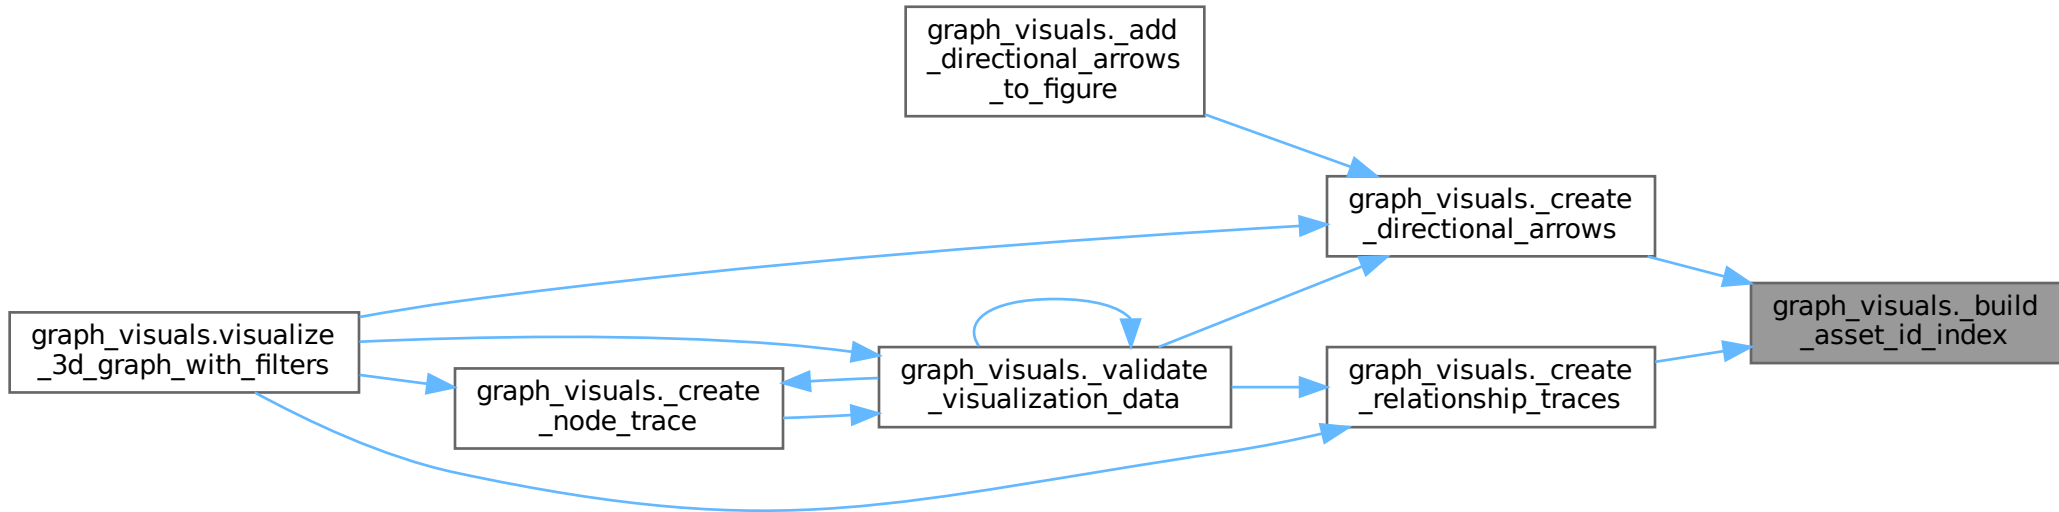 graph_visuals._add
_directional_arrows
_to_figure
graph_visuals._create
_directional_arrows
graph_visuals._build
_asset_id_index
graph_visuals.visualize
_3d_graph_with_filters
graph_visuals._create
_node_trace
graph_visuals._validate
_visualization_data
graph_visuals._create
_relationship_traces